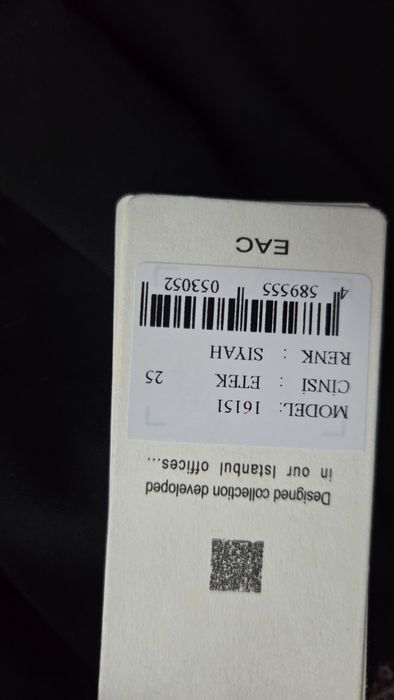 Designed collection developed
in our Istanbul offices...
MODEL: 16151
CİNSİ : ETEK 25
RENK : SIYAH
4 589555 053052
EAC